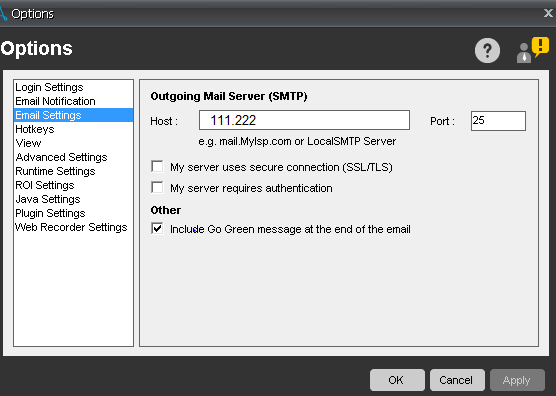 Options
Options
Login Settings
Email Notification
Email Settings
Hotkeys
View
Advanced Settings
Runtime Settings
ROI Settings
Java Settings
Plugin Settings
Web Recorder Settings
Outgoing Mail Server (SMTP)
Host : 111.222 Port : 25
e.g. mail.MyIsp.com or LocalSMTP Server
My server uses secure connection (SSL/TLS)
My server requires authentication
Other
Include Go Green message at the end of the email
OK Cancel Apply